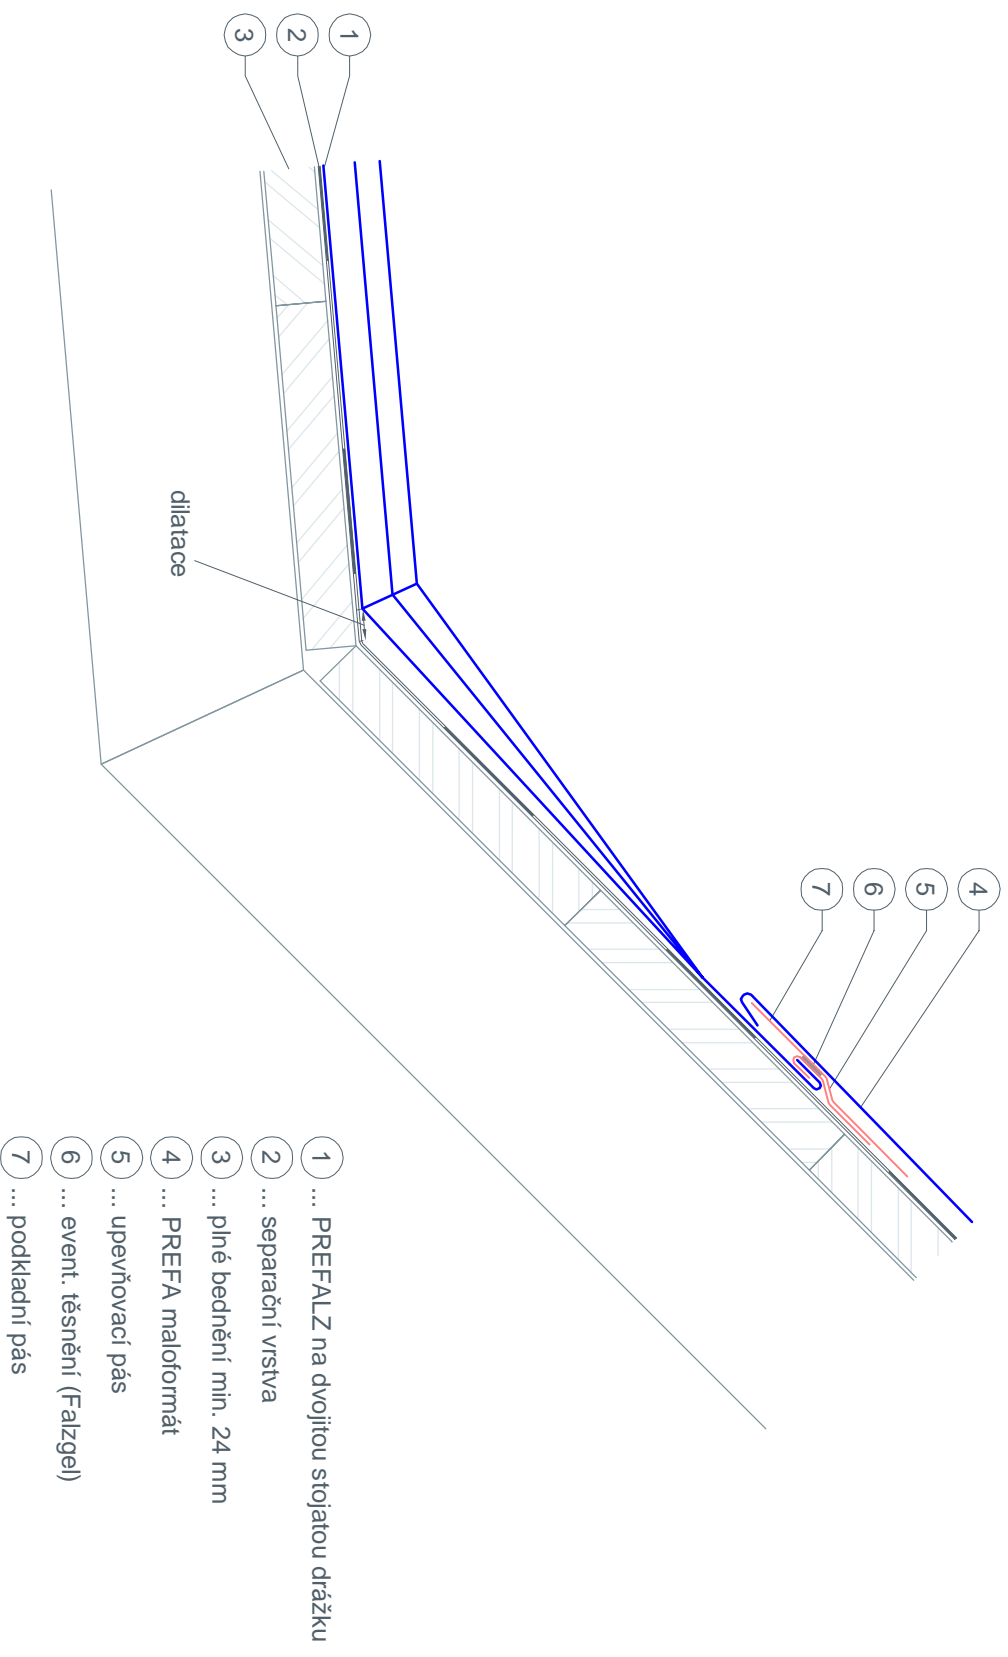 1
2
3
dilatace
4
5
6
7
1 ... PREFALZ na dvojitou stojatou drážku
2 ... separační vrstva
3 ... plné bednění min. 24 mm
4 ... PREFA maloformát
5 ... upevňovací pás
6 ... event. těsnění (Falzgel)
7 ... podkladní pás